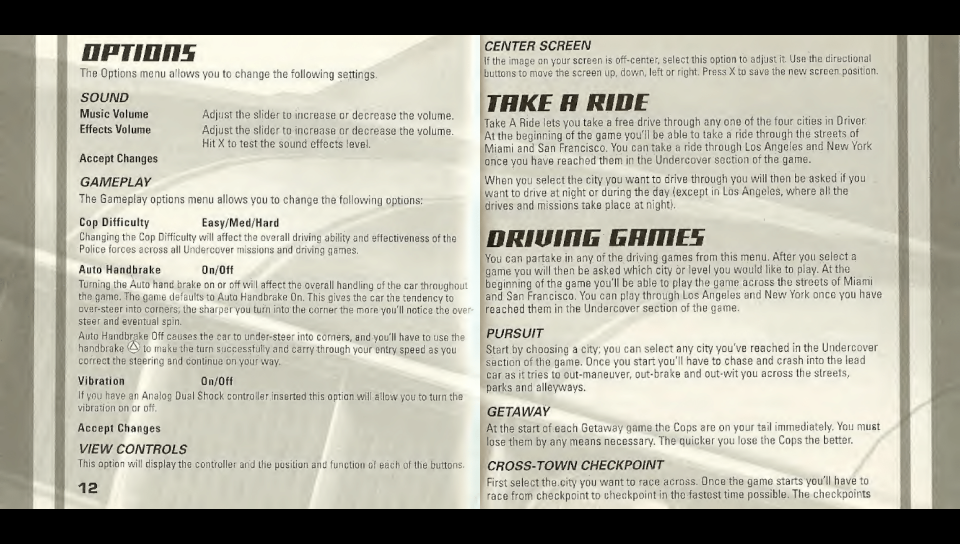 OPTIONS
The Options menu allows you to change the following settings.
SOUND
Music Volume Adjust the slider to increase or decrease the volume.
Effects Volume Adjust the slider to increase or decrease the volume.
Hit X to test the sound effects level.
Accept Changes
GAMEPLAY
The Gameplay options menu allows you to change the following options:
Cop Difficulty Easy/Med/Hard
Changing the Cop Difficulty will affect the overall driving ability and effectiveness of the
Police forces across all Undercover missions and driving games.
Auto Handbrake On/Off
Turning the Auto hand brake on or off will affect the overall handling of the car throughout
the game. The game defaults to Auto Handbrake On. This gives the car the tendency to
over-steer into corners; the sharper you turn into the corner the more you'll notice the over-
steer and eventual spin.
Auto Handbrake Off causes the car to under-steer into corners, and you'll have to use the
handbrake to make the turn successfully and carry through your entry speed as you
correct the steering and continue on your way.
Vibration On/Off
If you have an Analog Dual Shock controller inserted this option will allow you to turn the
vibration on or off.
Accept Changes
VIEW CONTROLS
This option will display the controller and the position and function of each of the buttons.
12
CENTER SCREEN
If the image on your screen is off-center, select this option to adjust it. Use the directional
buttons to move the screen up, down, left or right. Press X to save the new screen position.
TAKE A RIDE
Take A Ride lets you take a free drive through any one of the four cities in Driver.
At the beginning of the game you'll be able to take a ride through the streets of
Miami and San Francisco. You can take a ride through Los Angeles and New York
once you have reached them in the Undercover section of the game.
When you select the city you want to drive through you will then be asked if you
want to drive at night or during the day (except in Los Angeles, where all the
drives and missions take place at night).
DRIVING GAMES
You can partake in any of the driving games from this menu. After you select a
game you will then be asked which city or level you would like to play. At the
beginning of the game you'll be able to play the game across the streets of Miami
and San Francisco. You can play through Los Angeles and New York once you have
reached them in the Undercover section of the game.
PURSUIT
Start by choosing a city; you can select any city you've reached in the Undercover
section of the game. Once you start you'll have to chase and crash into the lead
car as it tries to out-maneuver, out-brake and out-wit you across the streets,
parks and alleyways.
GETAWAY
At the start of each Getaway game the Cops are on your tail immediately. You must
lose them by any means necessary. The quicker you lose the Cops the better.
CROSS-TOWN CHECKPOINT
First select the city you want to race across. Once the game starts you'll have to
race from checkpoint to checkpoint in the fastest time possible. The checkpoints